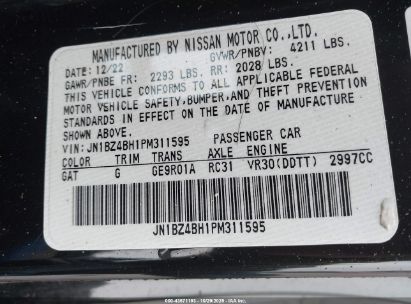 MANUFACTURED BY NISSAN MOTOR CO.,LTD.
DATE: 12/22 GVWR/PNBV: 4211 LBS.
GAWR/PNBE FR: 2293 LBS. RR: 2028 LBS.
THIS VEHICLE CONFORMS TO ALL APPLICABLE FEDERAL
MOTOR VEHICLE SAFETY,BUMPER,AND THEFT PREVENTION
STANDARDS IN EFFECT ON THE DATE OF MANUFACTURE
SHOWN ABOVE.
VIN: JN1BZ4BH1PM311595 PASSENGER CAR
COLOR TRIM TRANS AXLE ENGINE
GAT G GE9R01A RC31 VR30(DDTT) 2997CC
JN1BZ4BH1PM311595